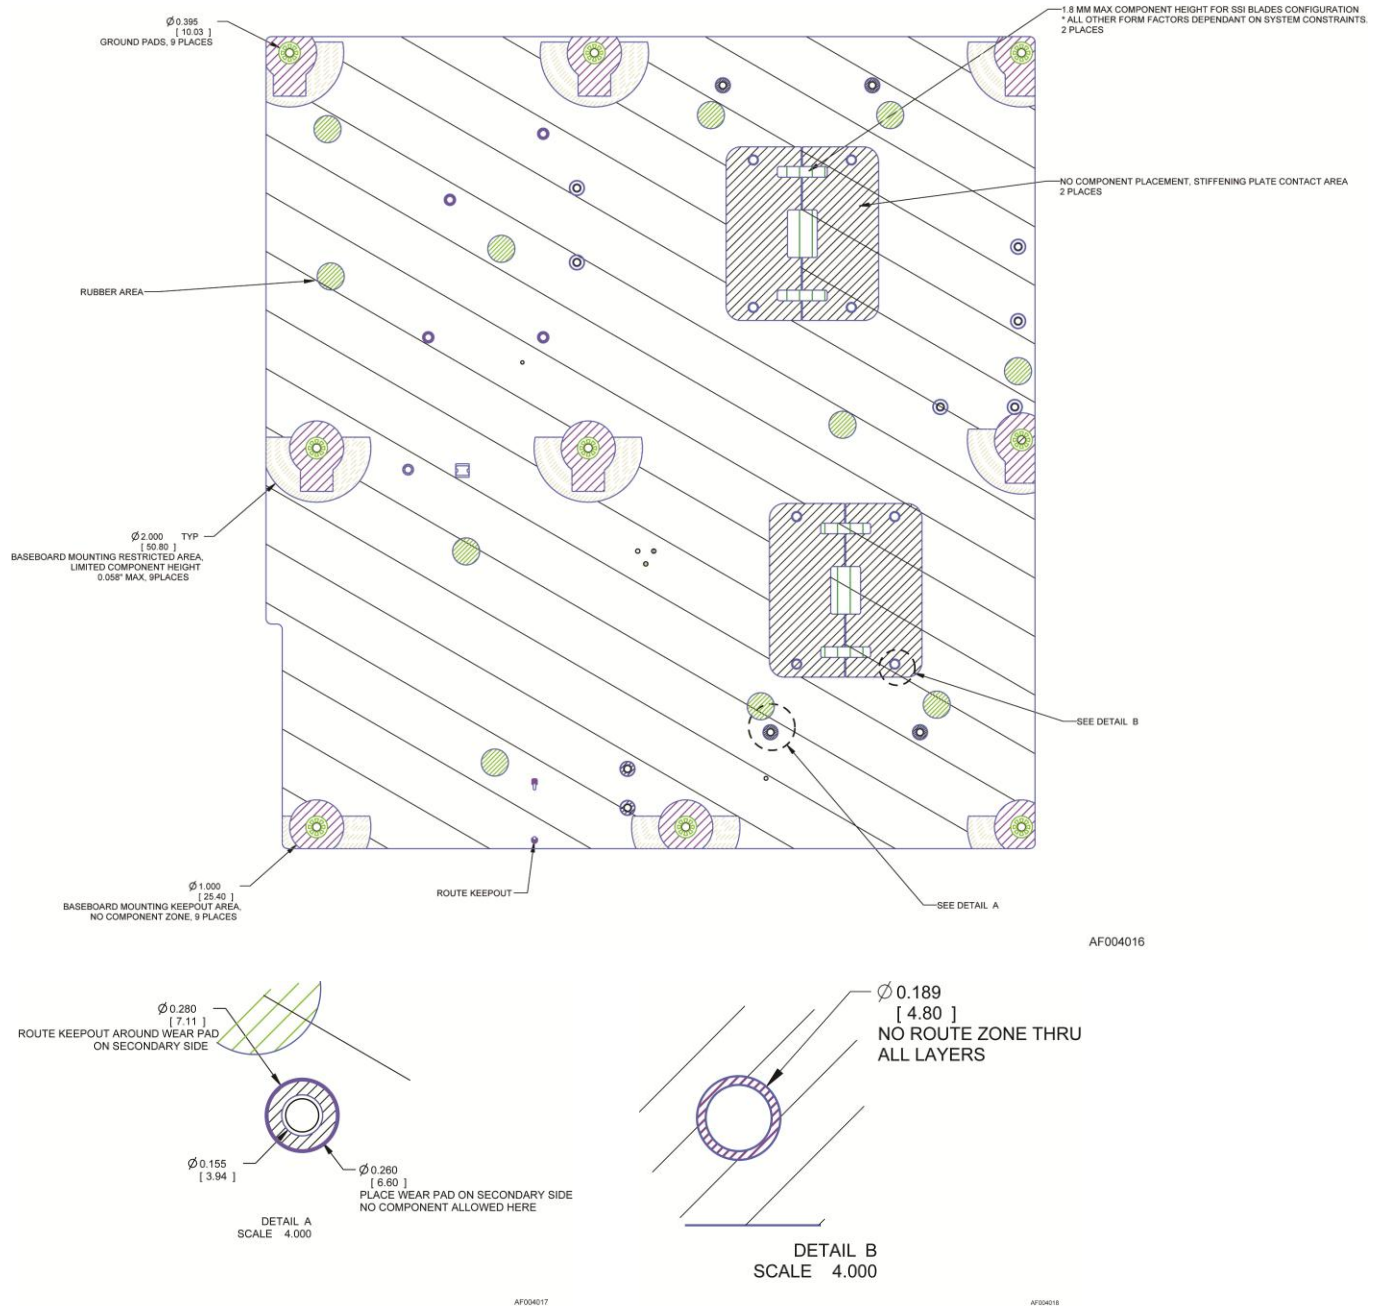 Ø 0.395
[ 10.03 ]
GROUND PADS, 9 PLACES
1.8 MM MAX COMPONENT HEIGHT FOR SSI BLADES CONFIGURATION
* ALL OTHER FORM FACTORS DEPENDANT ON SYSTEM CONSTRAINTS.
2 PLACES
NO COMPONENT PLACEMENT, STIFFENING PLATE CONTACT AREA
2 PLACES
RUBBER AREA
Ø 2.000 TYP
[ 50.80 ]
BASEBOARD MOUNTING RESTRICTED AREA,
LIMITED COMPONENT HEIGHT
0.058" MAX, 9PLACES
SEE DETAIL B
Ø 1.000
[ 25.40 ]
BASEBOARD MOUNTING KEEPOUT AREA,
NO COMPONENT ZONE, 9 PLACES
ROUTE KEEPOUT
SEE DETAIL A
AF004016
Ø 0.280
[ 7.11 ]
ROUTE KEEPOUT AROUND WEAR PAD
ON SECONDARY SIDE
Ø 0.155
[ 3.94 ]
Ø 0.260
[ 6.60 ]
PLACE WEAR PAD ON SECONDARY SIDE
NO COMPONENT ALLOWED HERE
DETAIL A
SCALE 4.000
AF004017
Ø 0.189
[ 4.80 ]
NO ROUTE ZONE THRU
ALL LAYERS
DETAIL B
SCALE 4.000
AF004018